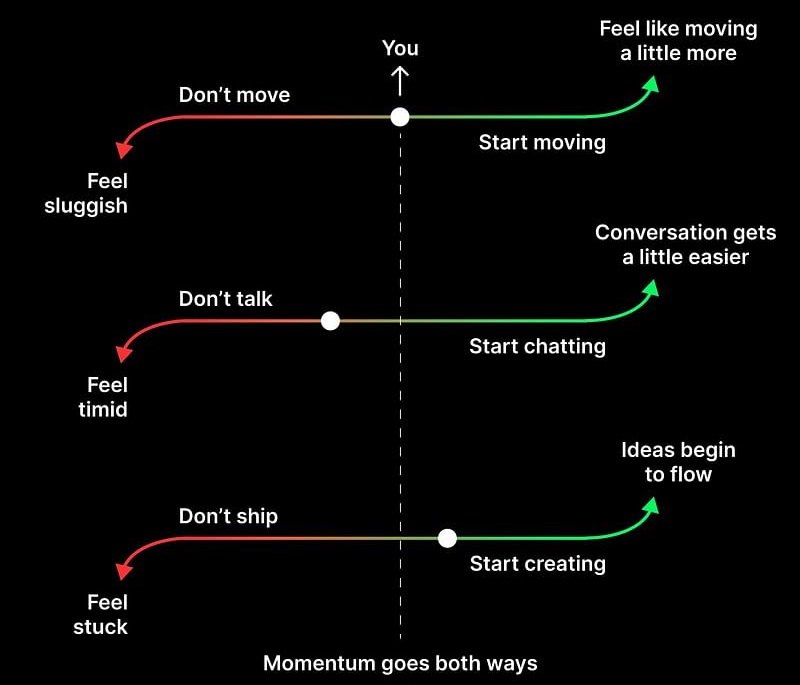 You
Feel like moving
a little more
Don’t move
Start moving
Feel
sluggish
Conversation gets
a little easier
Don’t talk
Start chatting
Feel
timid
Ideas begin
to flow
Don’t ship
Start creating
Feel
stuck
Momentum goes both ways